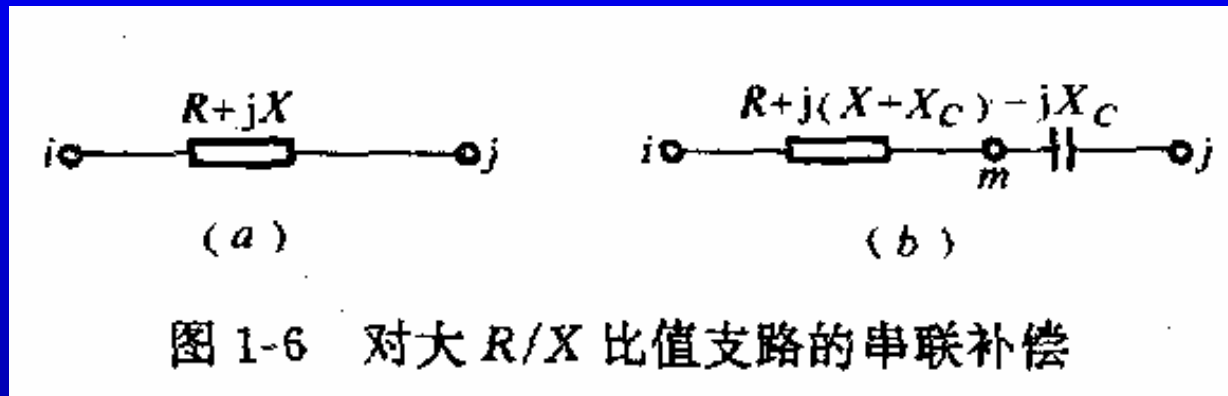 R+jX
i
j
(a)
R+j(X+X_C)-jX_C
i
m
j
(b)
图 1-6 对大 R/X 比值支路的串联补偿